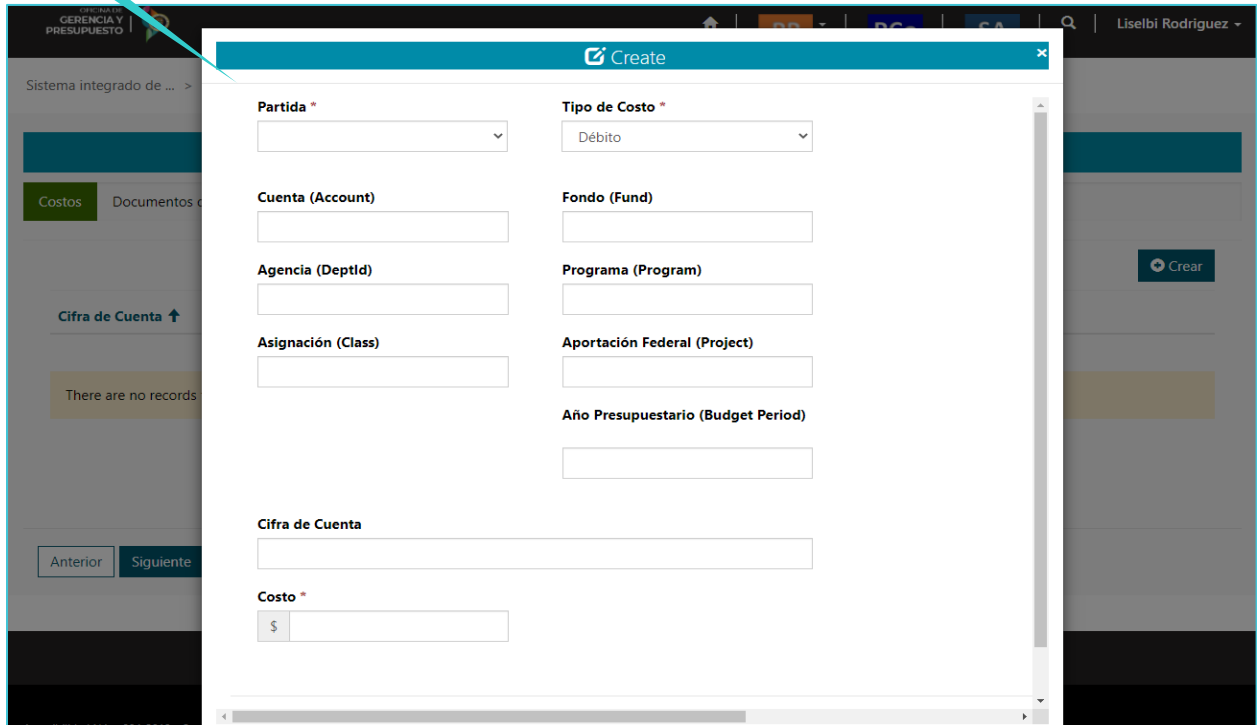 OFICINA DE
GERENCIA Y
PRESUPUESTO
Liselbi Rodriguez
Sistema integrado de ... >
Create
×
Partida *
Tipo de Costo *
Débito
Costos
Documentos
Cuenta (Account)
Fondo (Fund)
Agencia (DeptId)
Programa (Program)
Crear
Cifra de Cuenta
Asignación (Class)
Aportación Federal (Project)
There are no records
Año Presupuestario (Budget Period)
Cifra de Cuenta
Anterior
Siguiente
Costo *
$